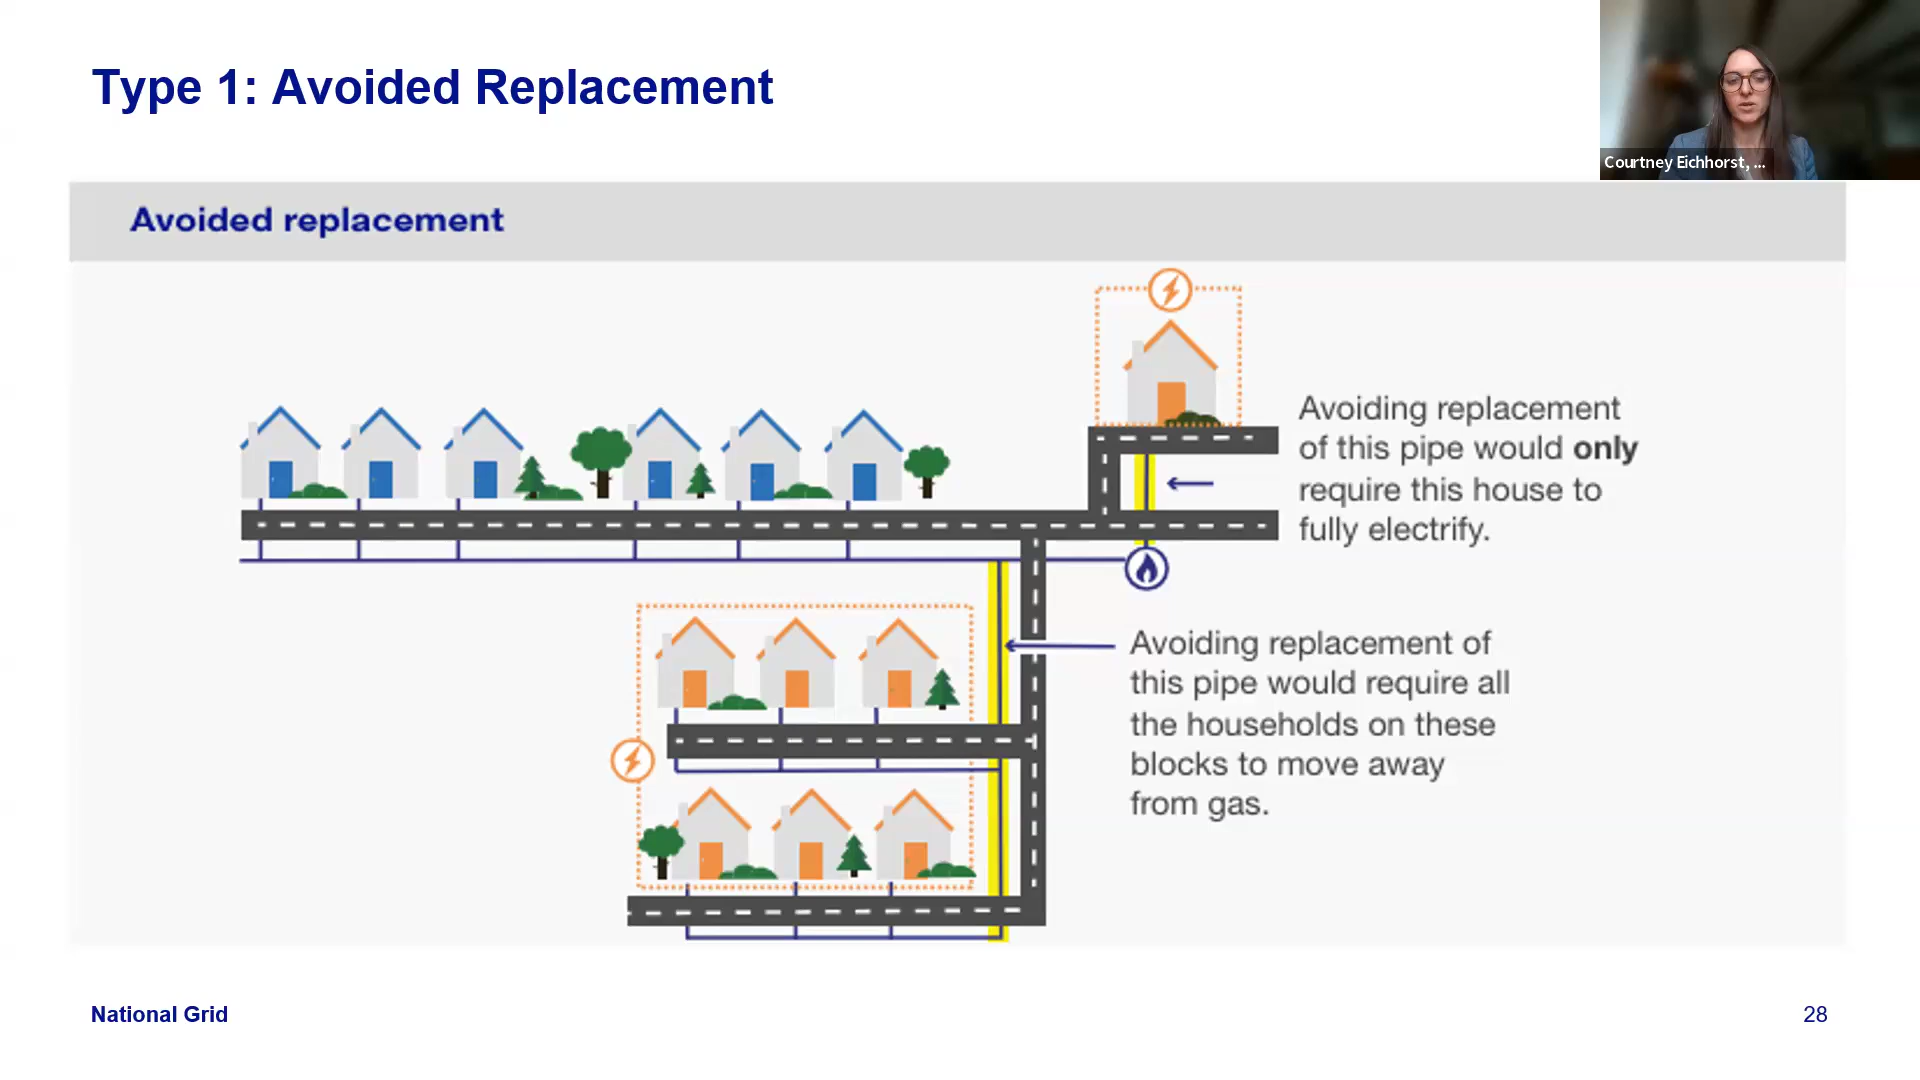 Type 1: Avoided Replacement
Courtney Eichhorst, ...
Avoided replacement
Avoiding replacement
of this pipe would only
require this house to
fully electrify.
Avoiding replacement of
this pipe would require all
the households on these
blocks to move away
from gas.
National Grid
28